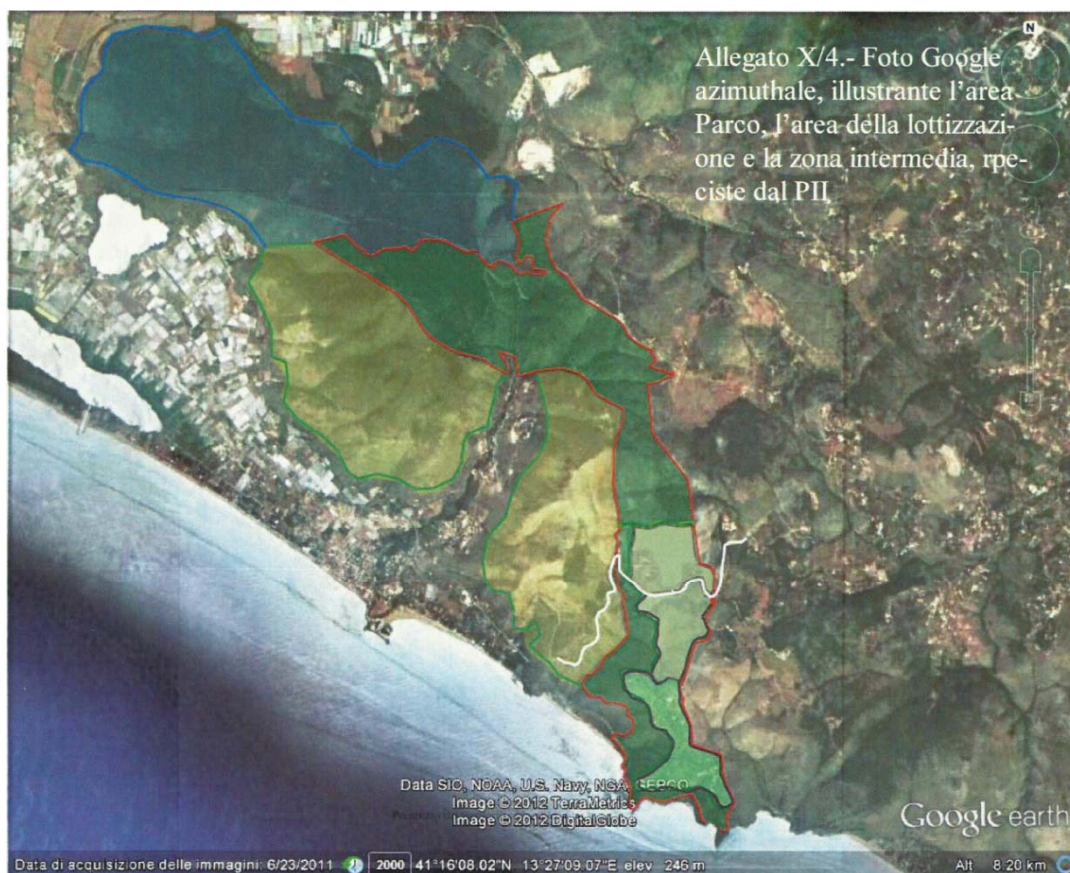 N
Allegato X/4.- Foto Google
azimuthale, illustrante l'area
Parco, l'area della lottizzazi-
one e la zona intermedia, rpe-
ciste dal PII
Data SIO, NOAA, U.S. Navy, NGA, GEBCO
Image © 2012 TerraMetrics
Image © 2012 DigitalGlobe
Google earth
Data di acquisizione delle immagini: 6/23/2011 2000 41°16'08.02"N 13°27'09.07"E elev 246 m Alt 8.20 km